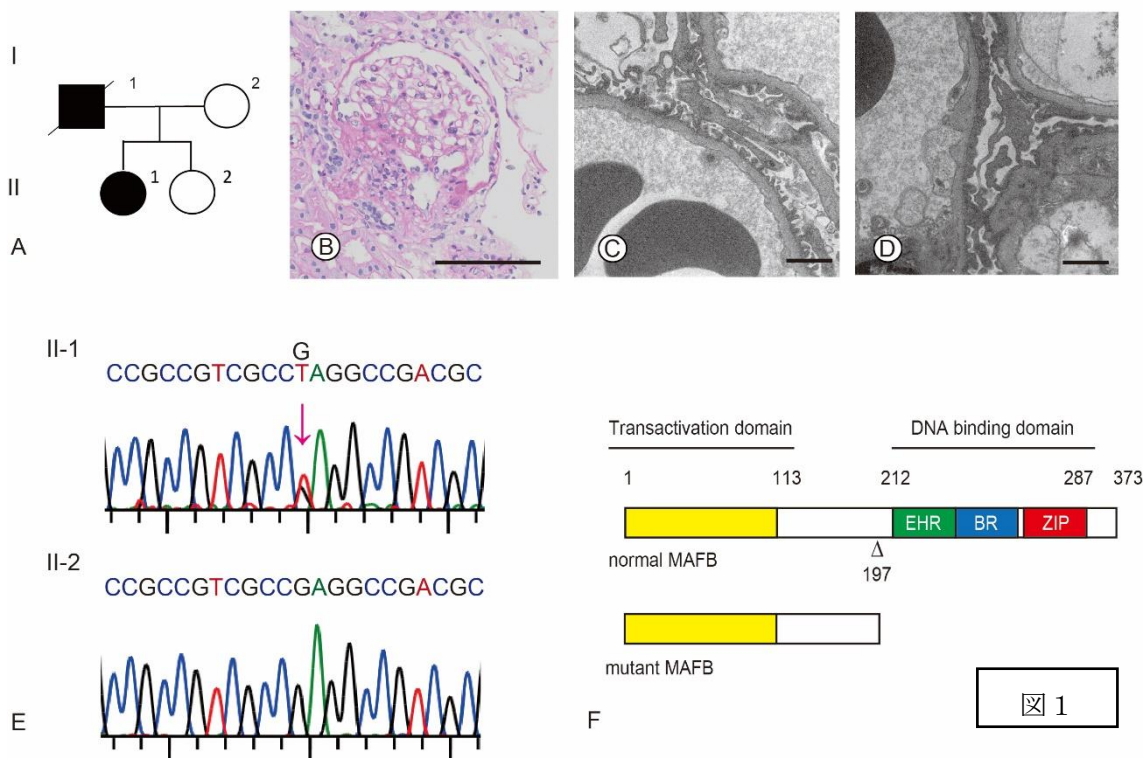 I
1
2
II
1
2
A
B
C
D
II-1
G
CCGCCGTCGCCTAGGCCGACGC
II-2
CCGCCGTCGCCGAGGCCGACGC
E
Transactivation domain
DNA binding domain
1
113
212
287
373
EHR
BR
ZIP
normal MAFB
Δ
197
mutant MAFB
F
図1